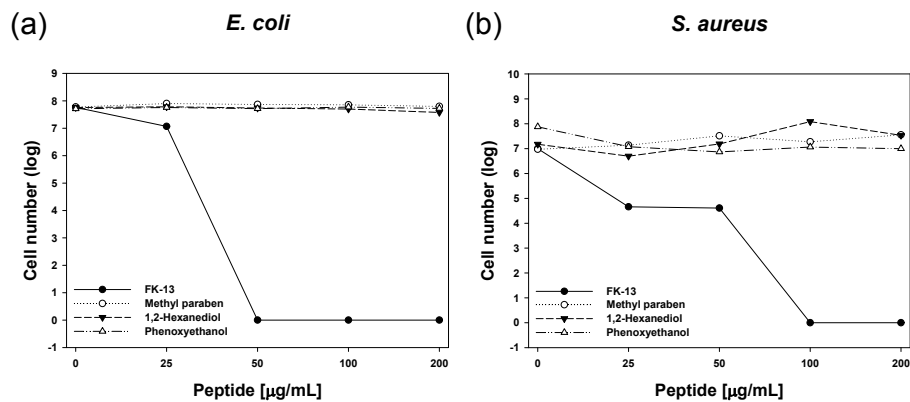 (a)
E. coli
Cell number (log)
9
8
7
6
5
4
3
2
1
0
-1
FK-13
Methyl paraben
1,2-Hexanediol
Phenoxyethanol
0 25 50 100 200
Peptide [μg/mL]
(b)
S. aureus
Cell number (log)
10
9
8
7
6
5
4
3
2
1
0
-1
FK-13
Methyl paraben
1,2-Hexanediol
Phenoxyethanol
0 25 50 100 200
Peptide [μg/mL]